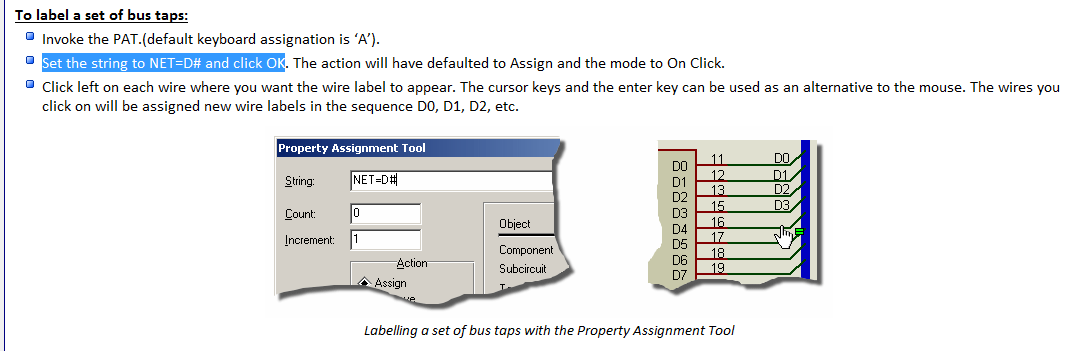 To label a set of bus taps:
Invoke the PAT.(default keyboard assignation is ‘A’).
Set the string to NET=D# and click OK. The action will have defaulted to Assign and the mode to On Click.
Click left on each wire where you want the wire label to appear. The cursor keys and the enter key can be used as an alternative to the mouse. The wires you
click on will be assigned new wire labels in the sequence D0, D1, D2, etc.
Property Assignment Tool
String: NET=D#
Count: 0
Increment: 1
Action
Assign
Object
Component
Subcircuit
D0 11 D0
D1 12 D1
D2 13 D2
D3 15 D3
D4 16
D5 17
D6 18
D7 19
Labelling a set of bus taps with the Property Assignment Tool